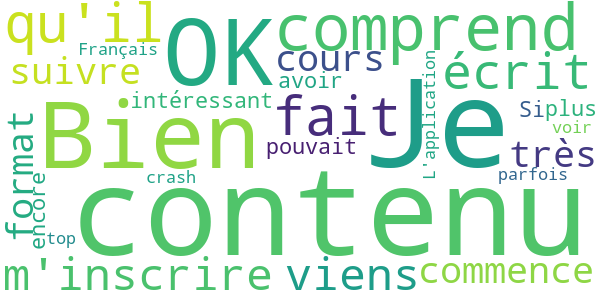 qu'il
OK
comprend
Français
suivre
cours
avoir
écrit
L'application
intéressant
Bien
fait
Je
Si
plus
voir
pouvait
très
format
encore
crash
contenu
parfois
top
m'inscrire
viens
commence